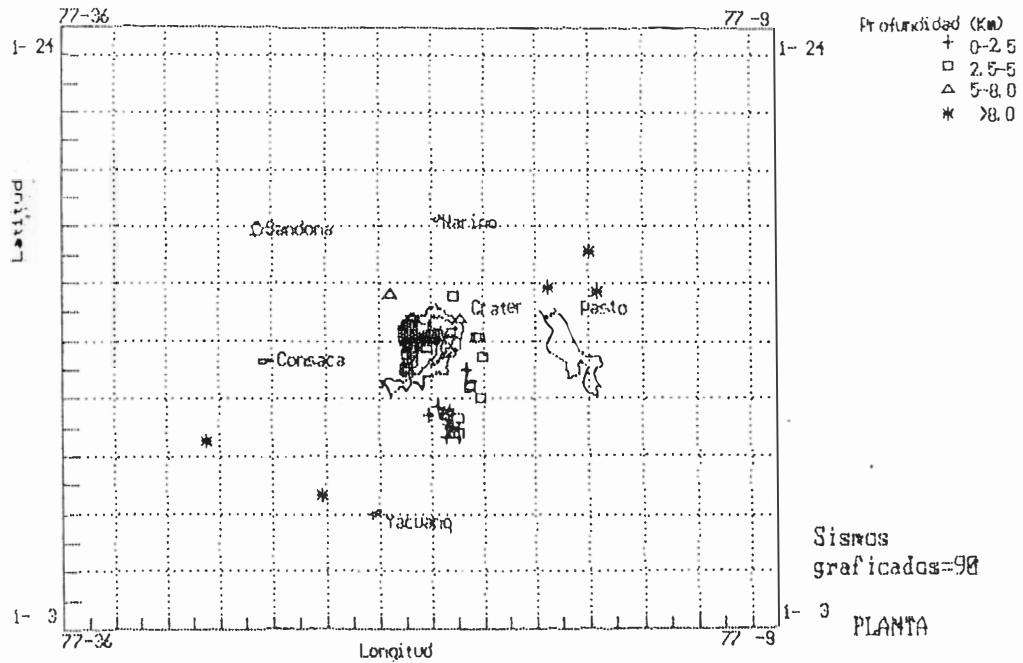 77-36
77-9
Profundidad (Km)
1- 24
1- 24
+ 0-2.5
□ 2.5-5
△ 5-8.0
* >8.0
Latitud
Sandona
Narino
Crater
Pasto
Consaca
Yacuanq
Sismos
graficados=90
1- 3
1- 3
PLANTA
77-36
77-9
Longitud